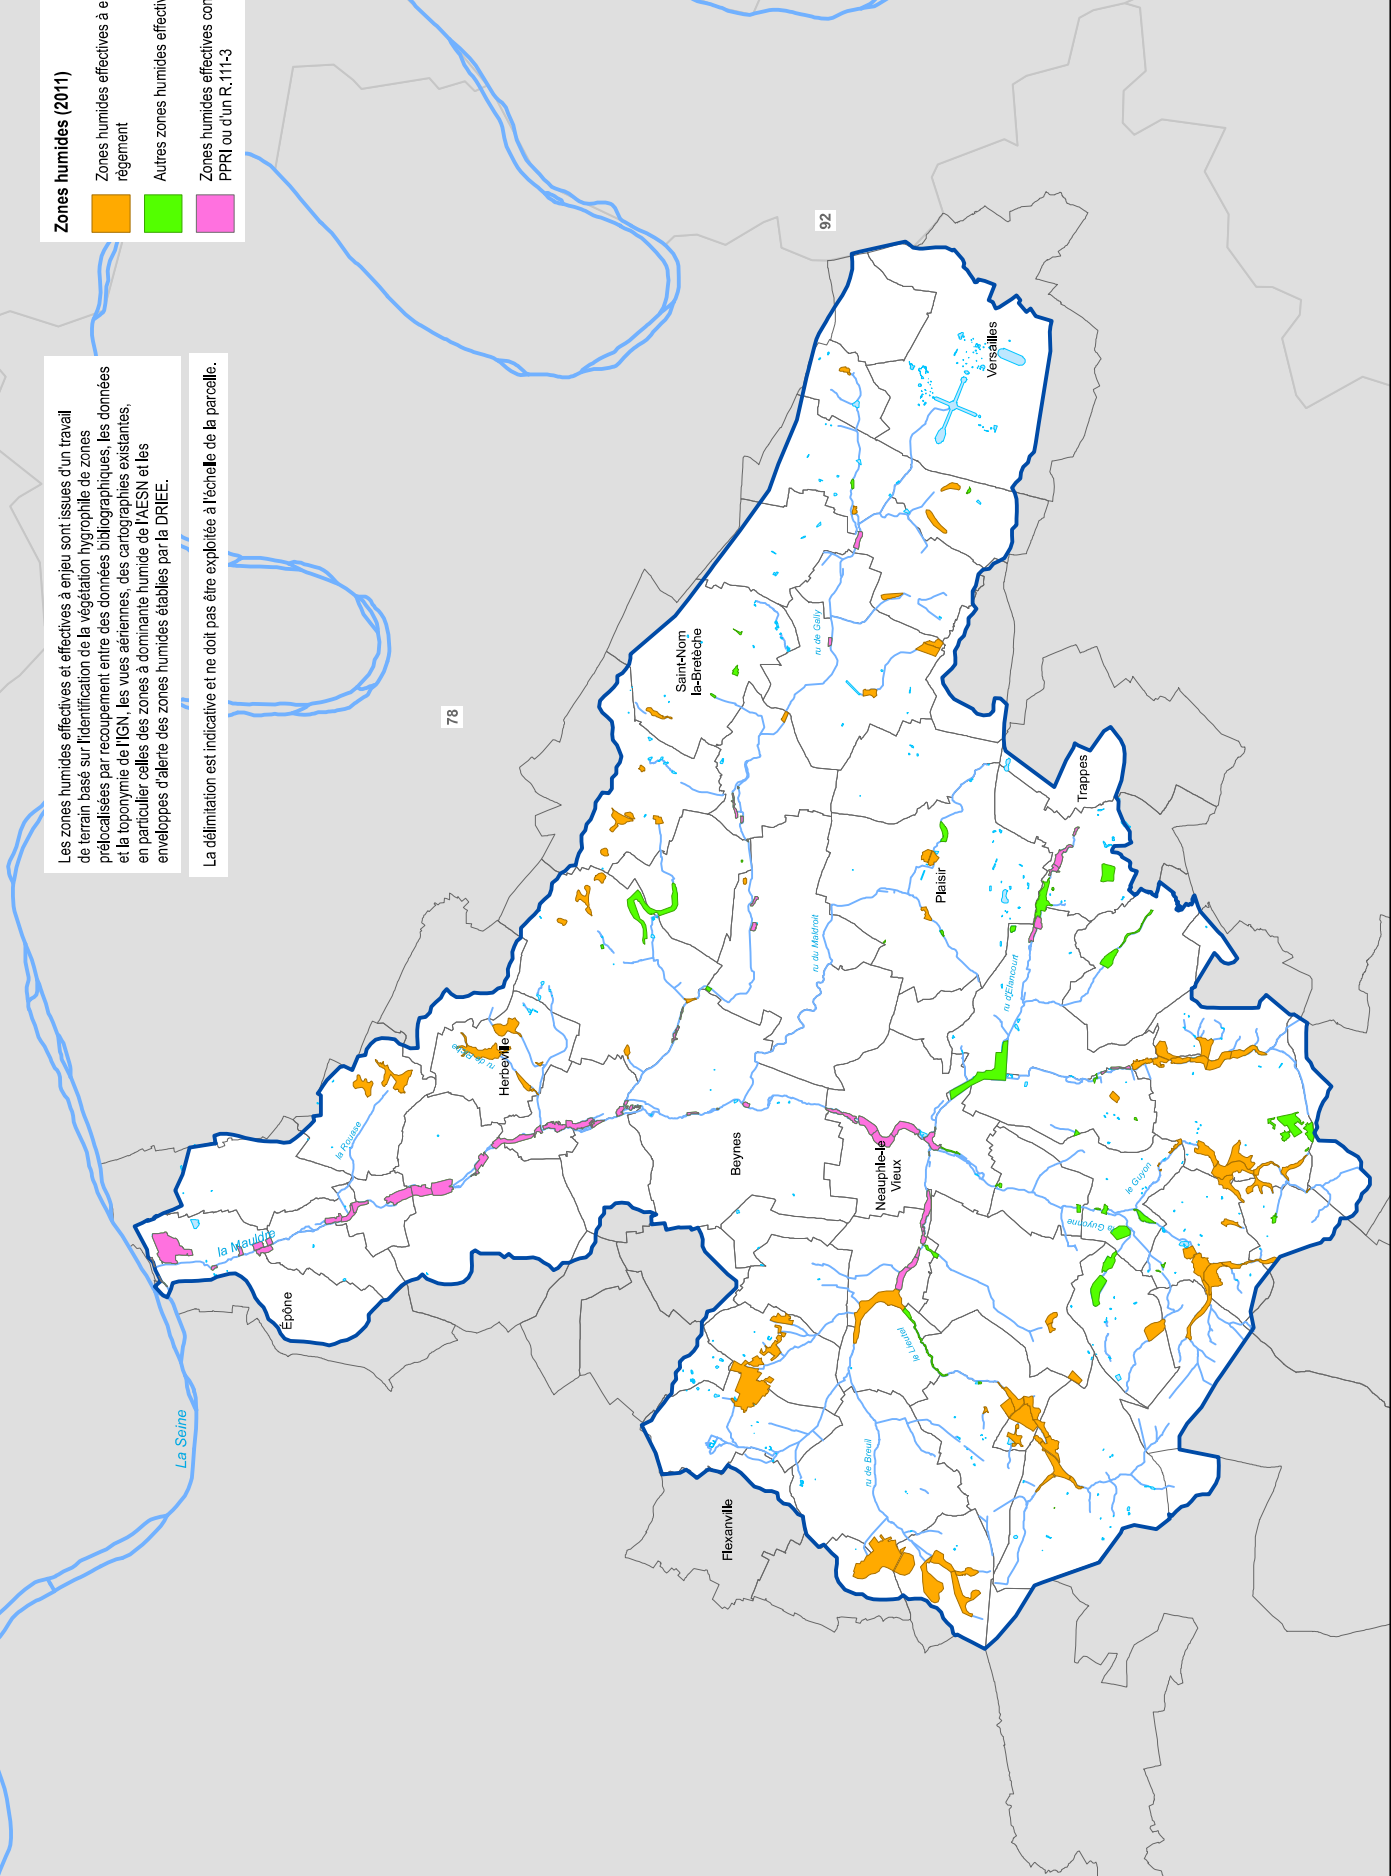 Zones humides (2011)
Zones humides effectives à e
règement
Autres zones humides effectiv
Zones humides effectives con
PPRI ou d'un R.111-3
Les zones humides effectives et effectives à enjeu sont issues d'un travail
de terrain basé sur l'identification de la végétation hygrophile de zones
prélocalisées par recoupement entre des données bibliographiques, les données
et la toponymie de l'IGN, les vues aériennes, des cartographies existantes,
en particulier celles des zones à dominante humide de l'AESN et les
enveloppes d'alerte des zones humides établies par la DRIEE.
La délimitation est indicative et ne doit pas être exploitée à l'échelle de la parcelle.
78
92
La Seine
Épône
la Mauldre
la Rouase
Herbeville
Saint-Nom
la-Bretèche
ru de Gally
Versailles
Beynes
ru du Maldroit
Plaisir
Trappes
ru d'Elancourt
Neauphle-le
Vieux
Flexanville
ru de Breuil
le Lieutel
la Guyonne
le Guyon